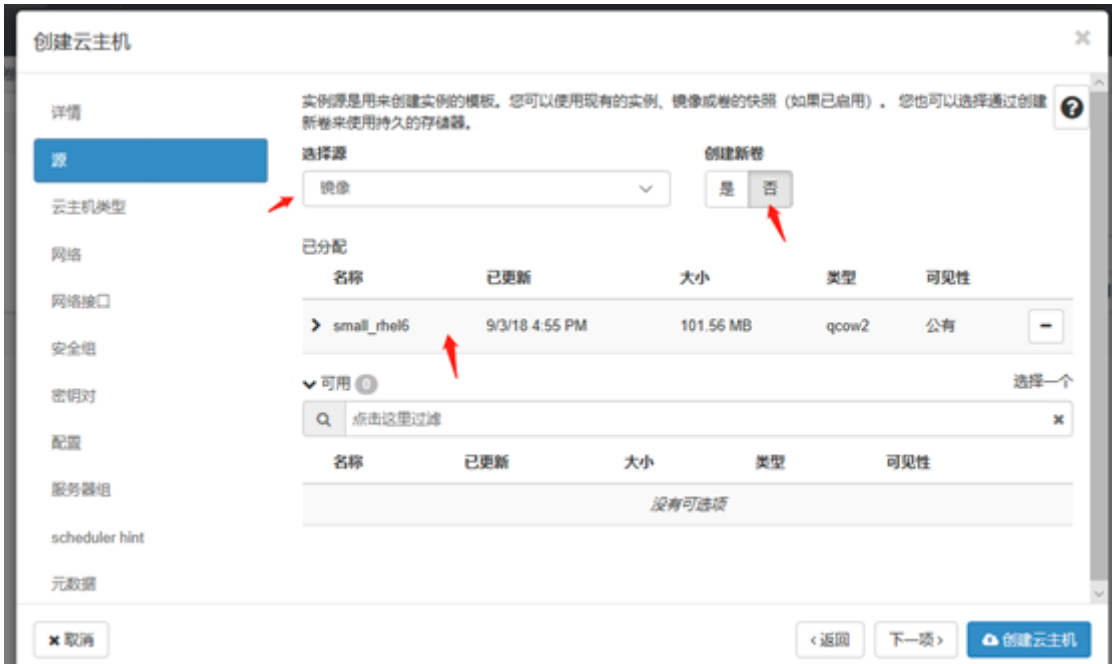 创建云主机
详情
源
云主机类型
网络
网络接口
安全组
密钥对
配置
服务器组
scheduler hint
元数据
实例源是用来创建实例的模板。您可以使用现有的实例、镜像或卷的快照（如果已启用）。 您也可以选择通过创建
新卷来使用持久的存储器。
选择源 创建新卷
镜像 是 否
已分配
名称 已更新 大小 类型 可见性
small_rhel6 9/3/18 4:55 PM 101.56 MB qcow2 公有
可用 0 选择一个
点击这里过滤
名称 已更新 大小 类型 可见性
没有可选项
取消 返回 下一项 创建云主机